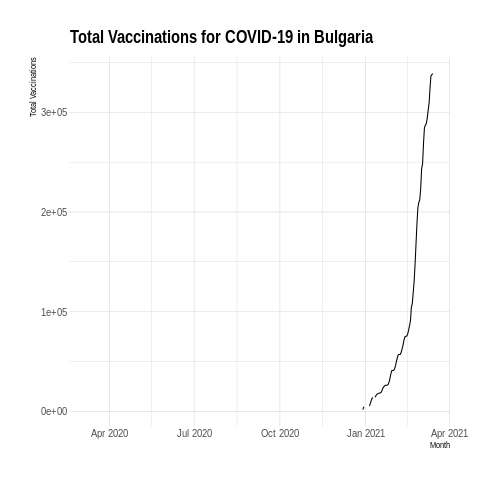 Total Vaccinations for COVID-19 in Bulgaria
Total Vaccinations
3e+05
2e+05
1e+05
0e+00
Apr 2020 Jul 2020 Oct 2020 Jan 2021 Apr 2021
Month